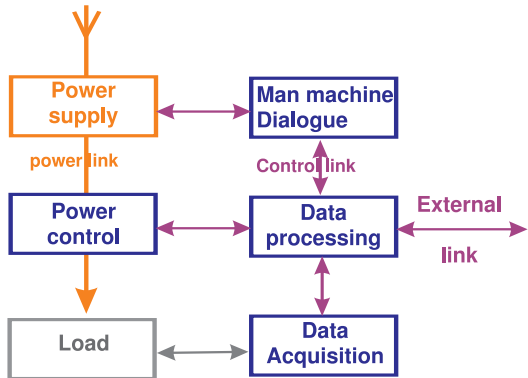 Power
supply
Man machine
Dialogue
power link
Control link
Power
control
Data
processing
External
link
Load
Data
Acquisition